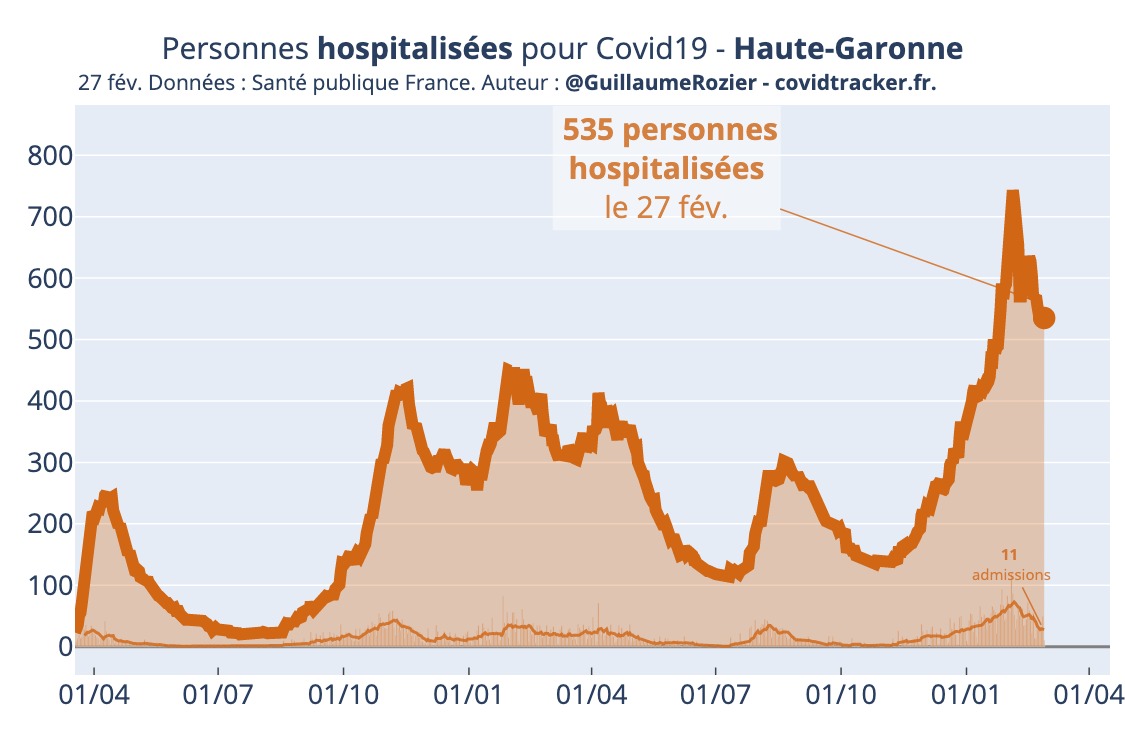 Personnes hospitalisées pour Covid19 - Haute-Garonne
27 fév. Données : Santé publique France. Auteur : @GuillaumeRozier - covidtracker.fr.
535 personnes
hospitalisées
le 27 fév.
800
700
600
500
400
300
200
100
0
11
admissions
01/04 01/07 01/10 01/01 01/04 01/07 01/10 01/01 01/04